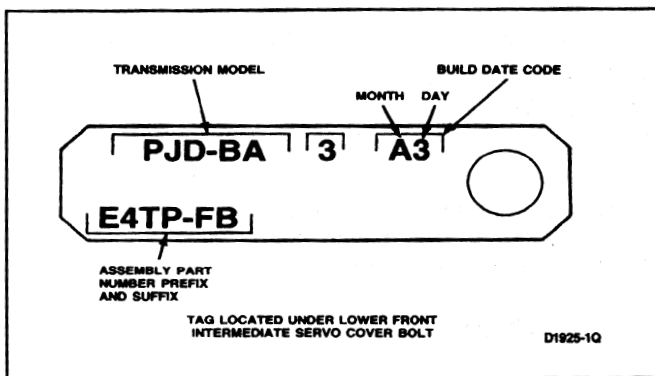 TRANSMISSION MODEL
BUILD DATE CODE
MONTH DAY
PJD-BA 3 A3
E4TP-FB
ASSEMBLY PART
NUMBER PREFIX
AND SUFFIX
TAG LOCATED UNDER LOWER FRONT
INTERMEDIATE SERVO COVER BOLT
D1925-1Q